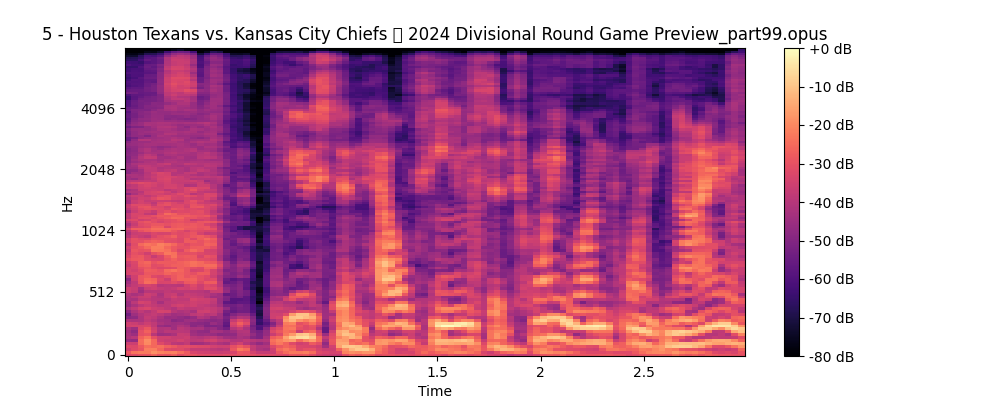 5 - Houston Texans vs. Kansas City Chiefs ▯ 2024 Divisional Round Game Preview_part99.opus
+0 dB
4096
-10 dB
-20 dB
2048
-30 dB
Hz
-40 dB
1024
-50 dB
512
-60 dB
-70 dB
0
-80 dB
0 0.5 1 1.5 2 2.5
Time